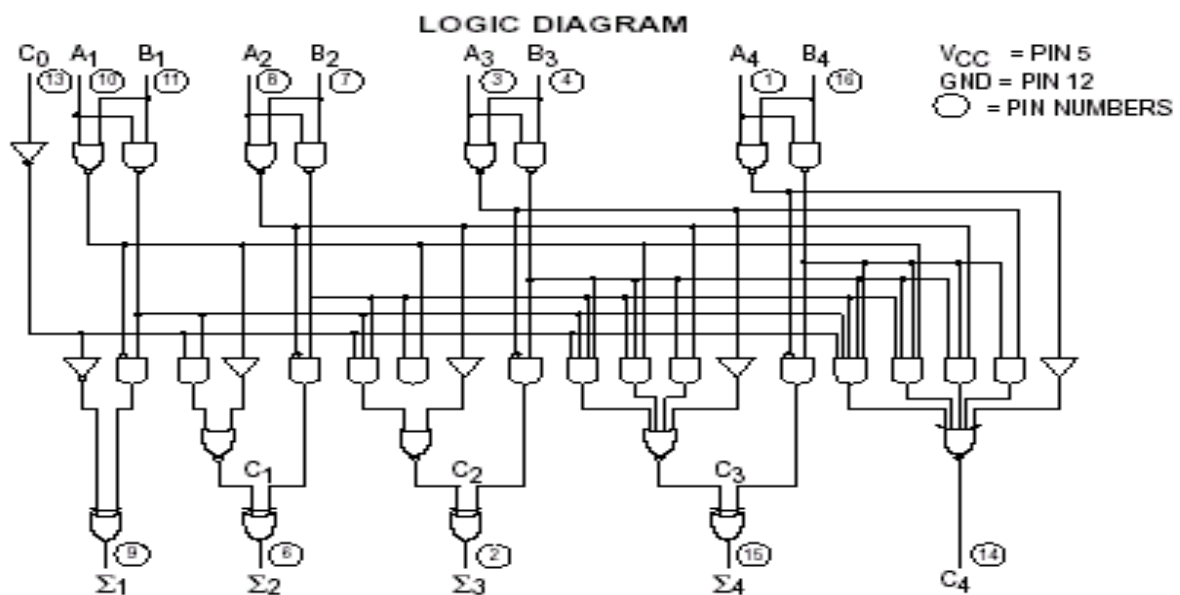 LOGIC DIAGRAM
C0 A1 B1 A2 B2 A3 B3 A4 B4
13 10 11 8 7 3 4 1 16
VCC = PIN 5
GND = PIN 12
= PIN NUMBERS
C1 C2 C3
9 6 2 15 14
Σ1 Σ2 Σ3 Σ4 C4